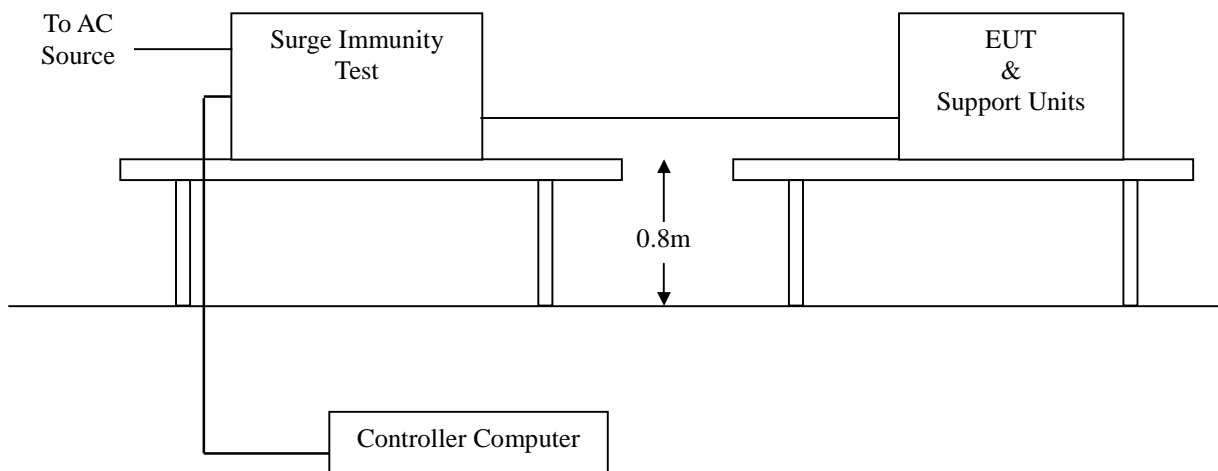 To AC
Source
Surge Immunity
Test
EUT
&
Support Units
0.8m
Controller Computer